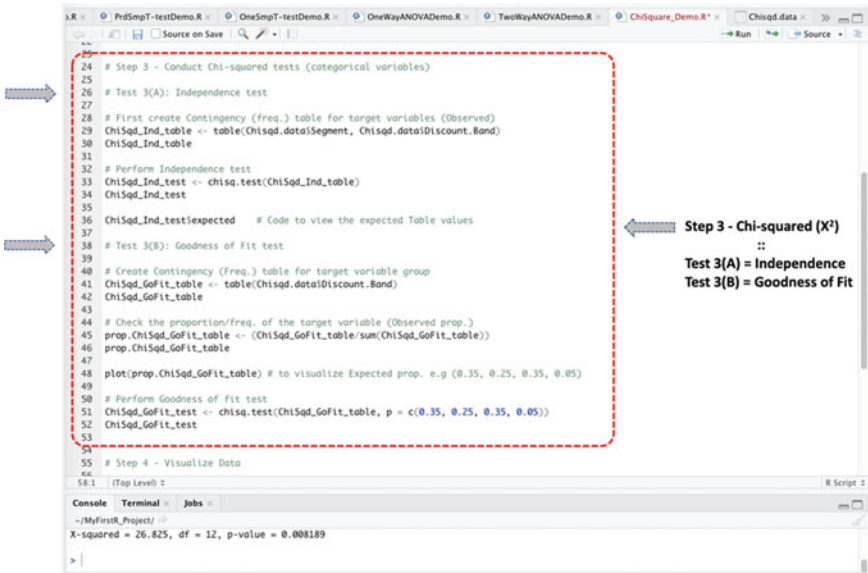 p.R × PrdSmpT-testDemo.R × OneSmpT-testDemo.R × OneWayANOVADemo.R × TwoWayANOVADemo.R × ChiSquare_Demo.R* × Chisqd.data ×
Source on Save Run Source
23
24 # Step 3 - Conduct Chi-squared tests (categorical variables)
25
26 # Test 3(A): Independence test
27
28 # First create Contingency (freq.) table for target variables (Observed)
29 ChiSqd_Ind_table <- table(Chisqd.data$Segment, Chisqd.data$Discount.Band)
30 ChiSqd_Ind_table
31
32 # Perform Independence test
33 ChiSqd_Ind_test <- chisq.test(ChiSqd_Ind_table)
34 ChiSqd_Ind_test
35
36 ChiSqd_Ind_test$expected # Code to view the expected Table values
37
38 # Test 3(B): Goodness of Fit test
39
40 # Create Contingency (Freq.) table for target variable group
41 ChiSqd_GoFit_table <- table(Chisqd.data$Discount.Band)
42 ChiSqd_GoFit_table
43
44 # Check the proportion/freq. of the target variable (Observed prop.)
45 prop.ChiSqd_GoFit_table <- (ChiSqd_GoFit_table/sum(ChiSqd_GoFit_table))
46 prop.ChiSqd_GoFit_table
47
48 plot(prop.ChiSqd_GoFit_table) # to visualize Expected prop. e.g (0.35, 0.25, 0.35, 0.05)
49
50 # Perform Goodness of fit test
51 ChiSqd_GoFit_test <- chisq.test(ChiSqd_GoFit_table, p = c(0.35, 0.25, 0.35, 0.05))
52 ChiSqd_GoFit_test
53
54
55 # Step 4 - Visualize Data
56
58:1 (Top Level) R Script
Console Terminal × Jobs ×
~/MyFirstR_Project/
X-squared = 26.825, df = 12, p-value = 0.008189
>
Step 3 - Chi-squared (X²)
::
Test 3(A) = Independence
Test 3(B) = Goodness of Fit